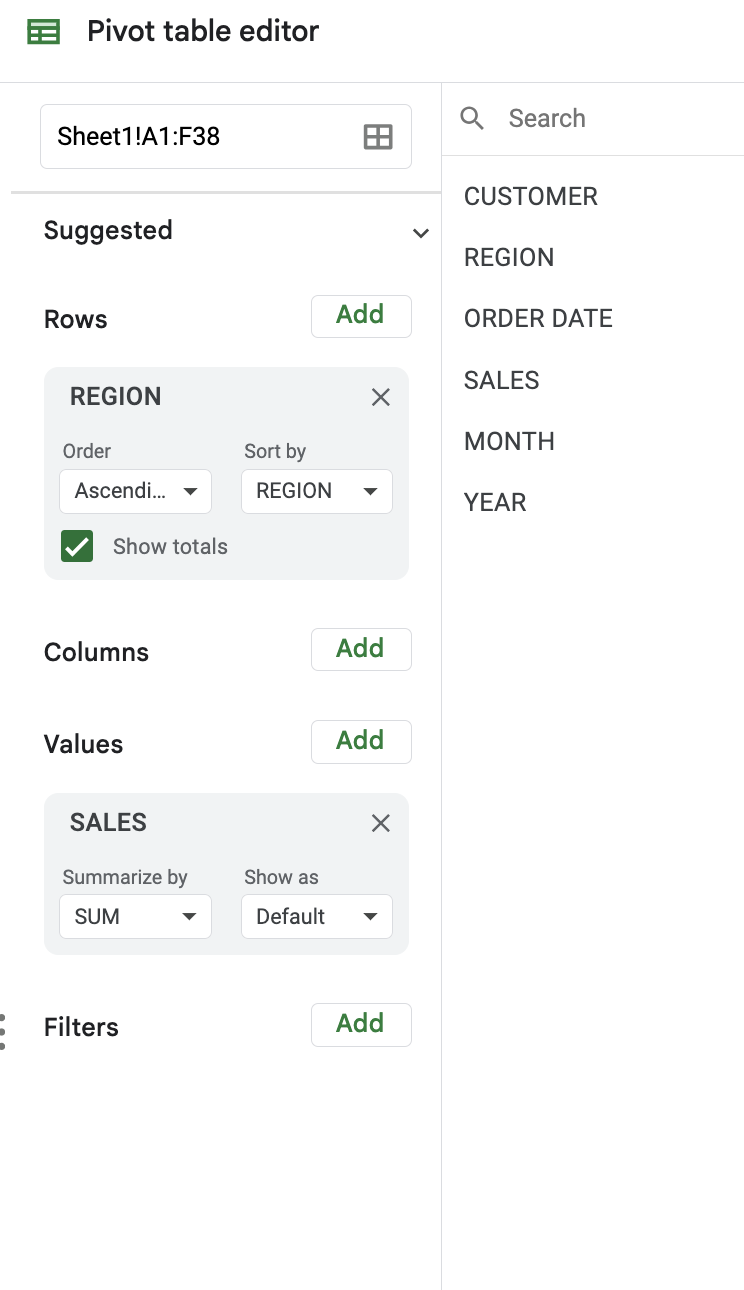 Pivot table editor
Sheet1!A1:F38
Suggested
Rows
Add
REGION
Order
Sort by
Ascendi...
REGION
Show totals
Columns
Add
Values
Add
SALES
Summarize by
Show as
SUM
Default
Filters
Add
Search
CUSTOMER
REGION
ORDER DATE
SALES
MONTH
YEAR